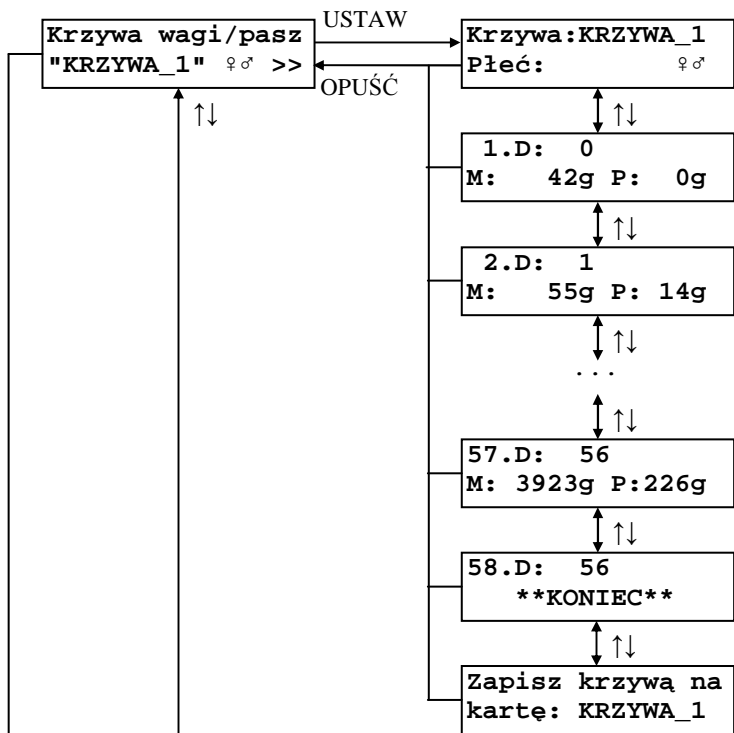 Krzywa wagi/pasz
"KRZYWA_1" ♀♂ >>
USTAW
OPUŚĆ
↑↓
Krzywa:KRZYWA_1
Płeć: ♀♂
↑↓
1.D: 0
M: 42g P: 0g
↑↓
2.D: 1
M: 55g P: 14g
↑↓
...
↑↓
57.D: 56
M: 3923g P:226g
↑↓
58.D: 56
**KONIEC**
↑↓
Zapisz krzywą na
kartę: KRZYWA_1